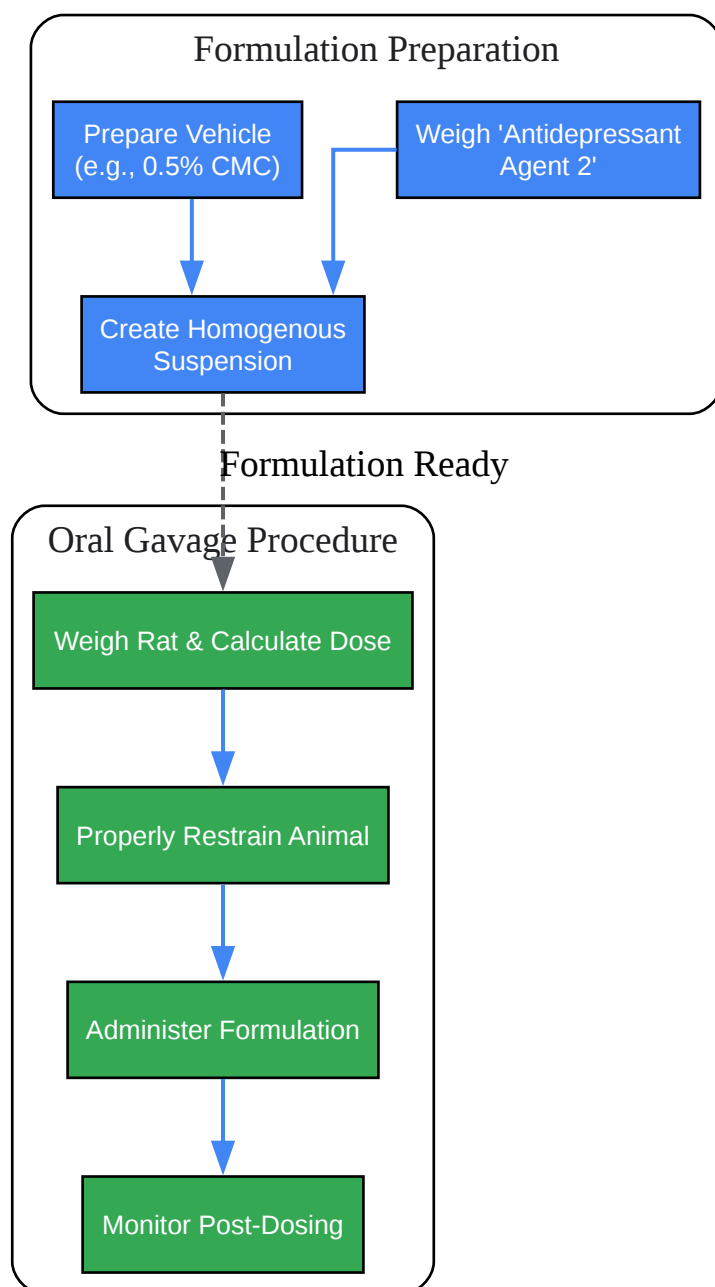 Formulation Preparation
Prepare Vehicle
(e.g., 0.5% CMC)
Weigh 'Antidepressant
Agent 2'
Create Homogenous
Suspension
Formulation Ready
Oral Gavage Procedure
Weigh Rat & Calculate Dose
Properly Restrain Animal
Administer Formulation
Monitor Post-Dosing